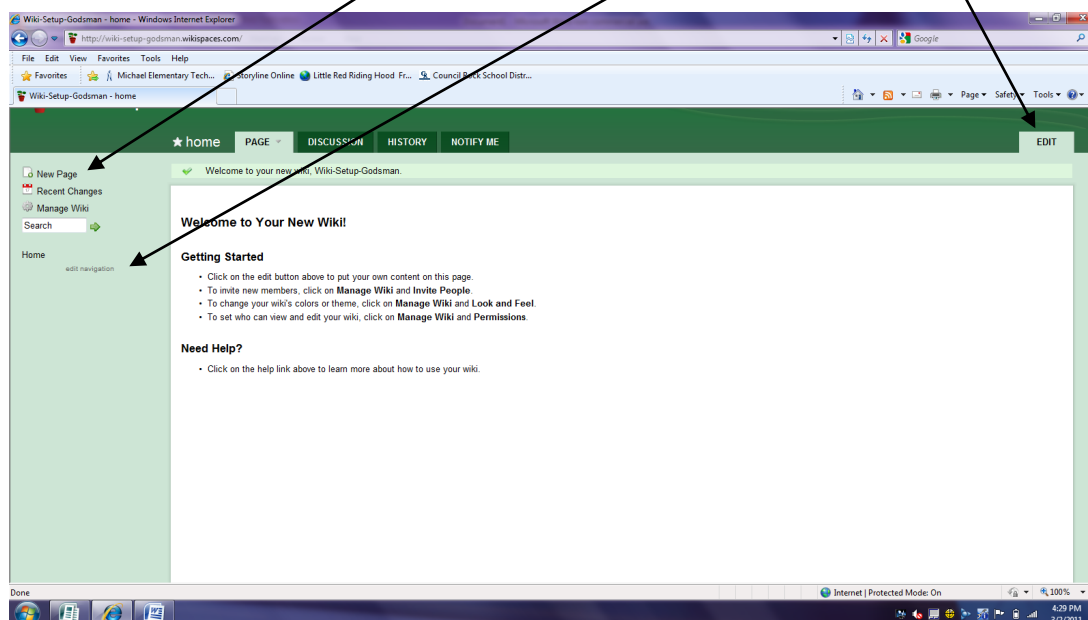 Wiki-Setup-Godsman - home - Windows Internet Explorer
http://wiki-setup-godsman.wikispaces.com/
Google
File Edit View Favorites Tools Help
Favorites Michael Elementary Tech... Storyline Online Little Red Riding Hood Fr... Council Rock School Distr...
Wiki-Setup-Godsman - home
Page Safety Tools
home PAGE DISCUSSION HISTORY NOTIFY ME EDIT
New Page
Welcome to your new wiki, Wiki-Setup-Godsman.
Recent Changes
Manage Wiki
Search
Home
edit navigation
Welcome to Your New Wiki!
Getting Started
• Click on the edit button above to put your own content on this page.
• To invite new members, click on Manage Wiki and Invite People.
• To change your wiki's colors or theme, click on Manage Wiki and Look and Feel.
• To set who can view and edit your wiki, click on Manage Wiki and Permissions.
Need Help?
• Click on the help link above to learn more about how to use your wiki.
Done
Internet | Protected Mode: On
100%
4:29 PM